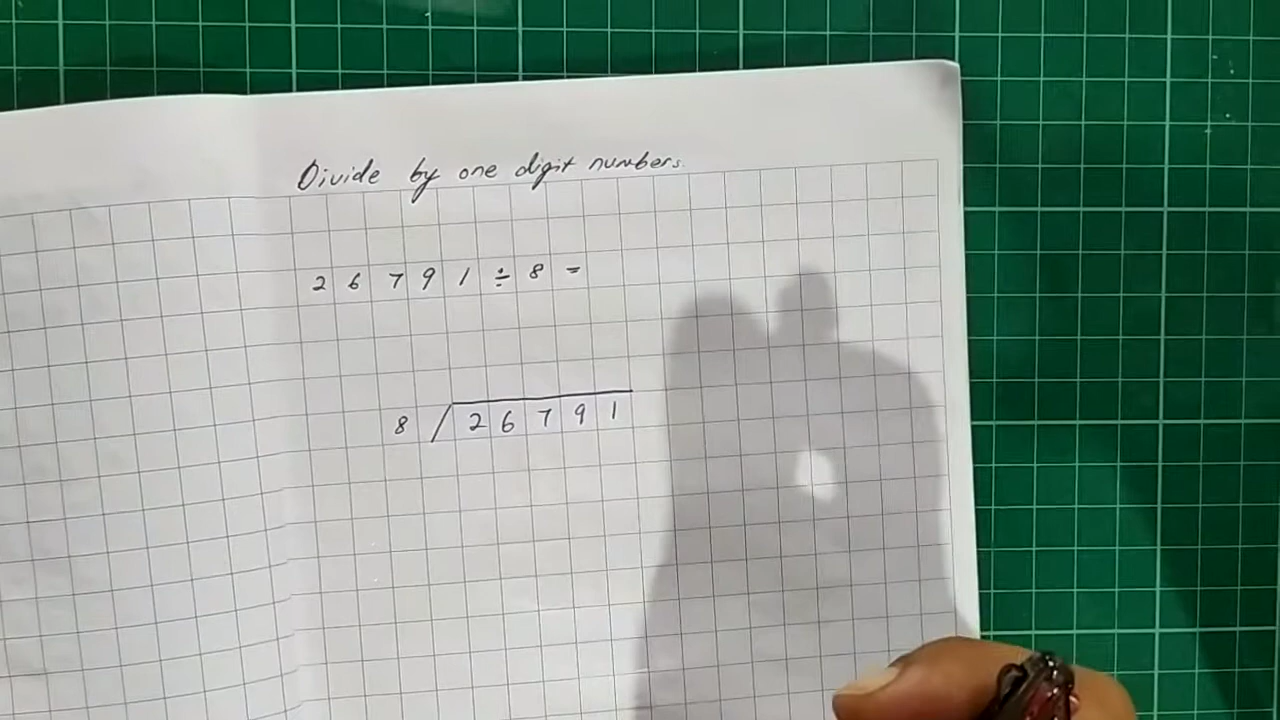 Divide by one digit numbers.
2 6 7 9 1 ÷ 8 =
8 / 2 6 7 9 1